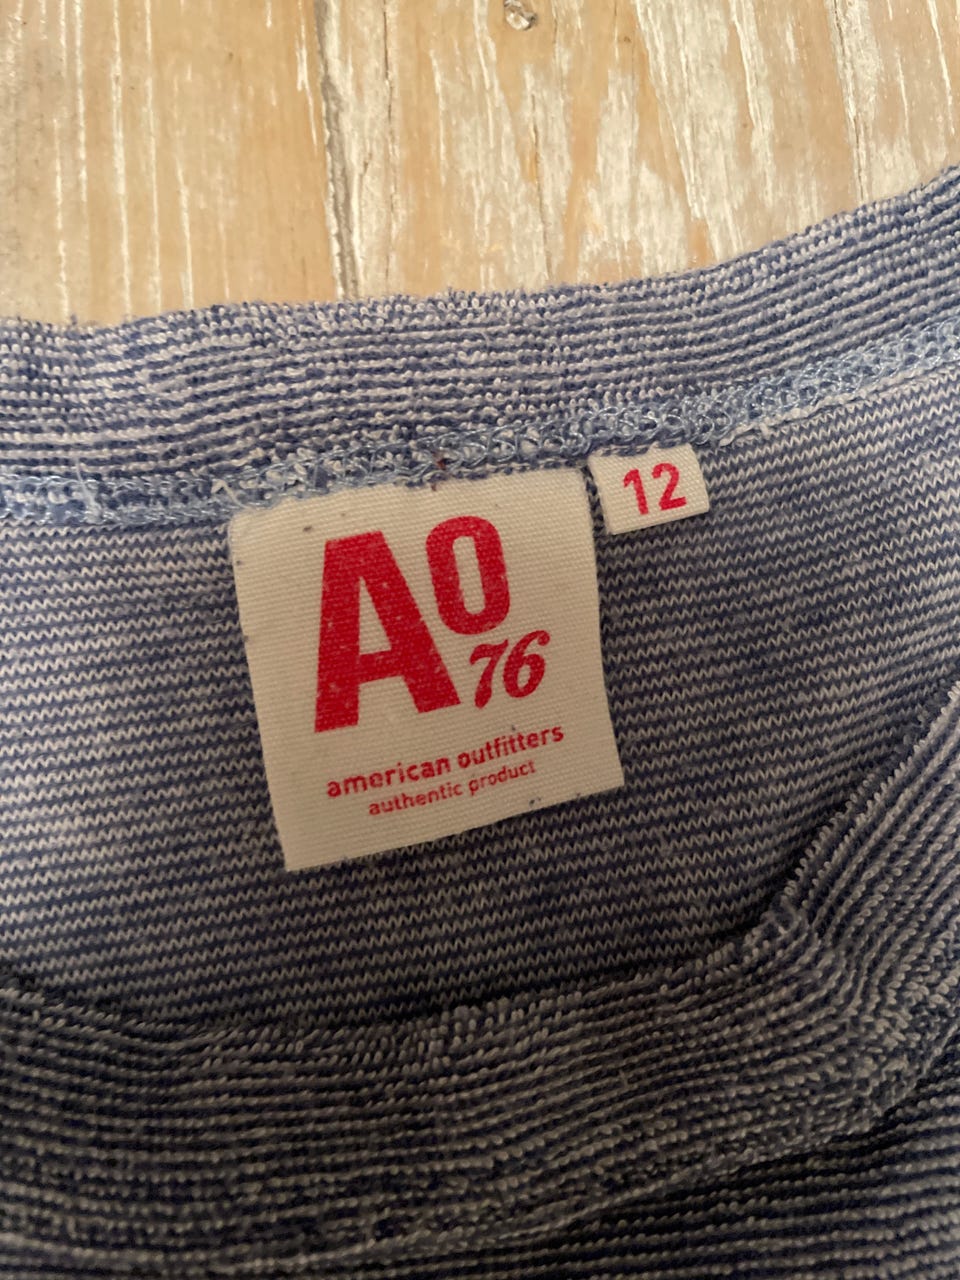 AO
76
american outfitters
authentic product
12